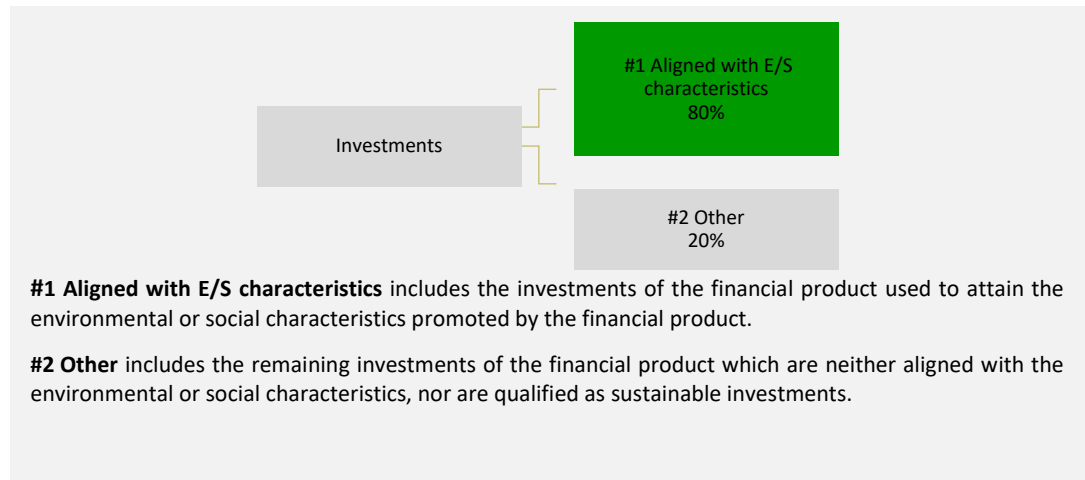 #1 Aligned with E/S
characteristics
80%
Investments
#2 Other
20%
#1 Aligned with E/S characteristics includes the investments of the financial product used to attain the
environmental or social characteristics promoted by the financial product.
#2 Other includes the remaining investments of the financial product which are neither aligned with the
environmental or social characteristics, nor are qualified as sustainable investments.